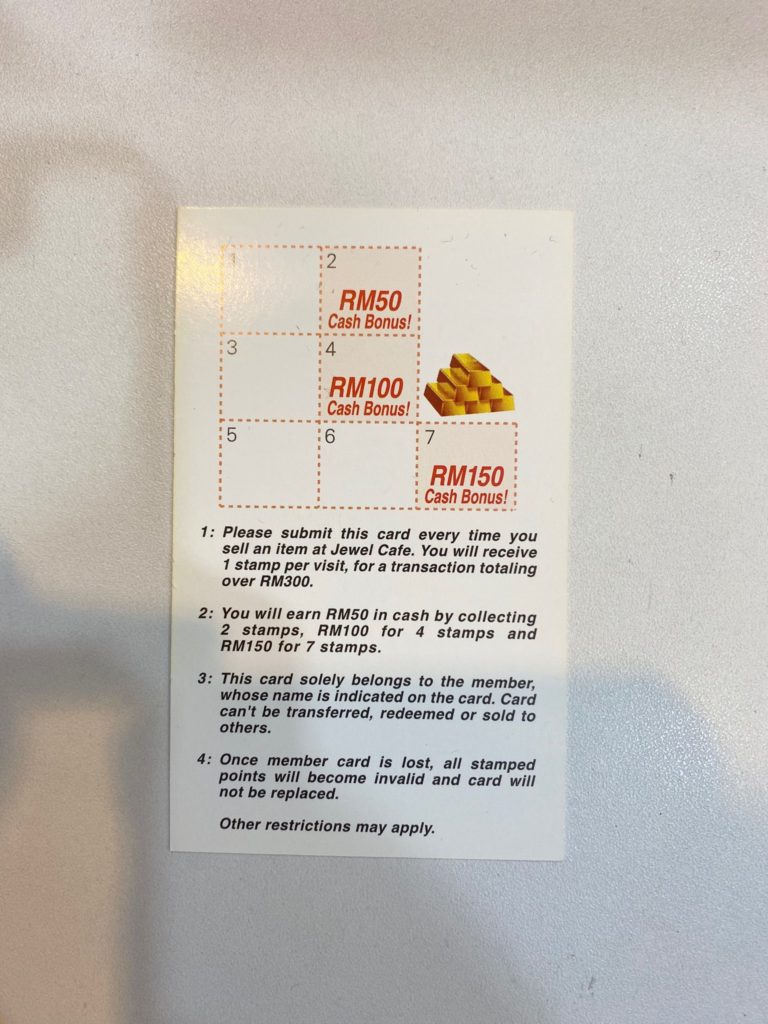 1 2
RM50
Cash Bonus!
3 4
RM100
Cash Bonus!
5 6 7
RM150
Cash Bonus!
1: Please submit this card every time you
sell an item at Jewel Cafe. You will receive
1 stamp per visit, for a transaction totaling
over RM300.
2: You will earn RM50 in cash by collecting
2 stamps, RM100 for 4 stamps and
RM150 for 7 stamps.
3: This card solely belongs to the member,
whose name is indicated on the card. Card
can't be transferred, redeemed or sold to
others.
4: Once member card is lost, all stamped
points will become invalid and card will
not be replaced.
Other restrictions may apply.